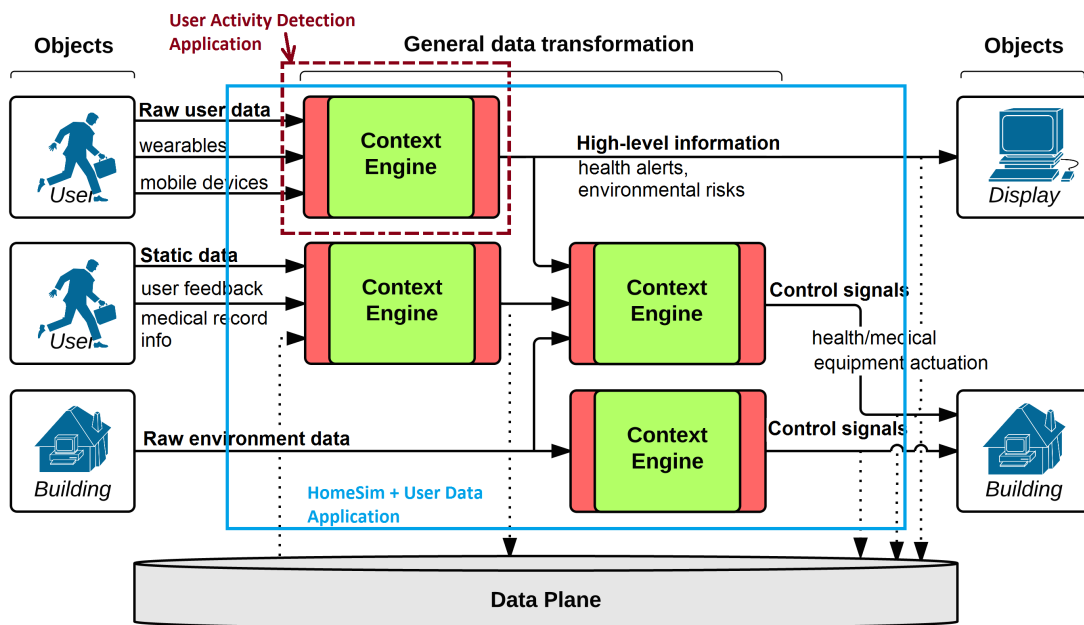 User Activity Detection
Application
Objects
General data transformation
Objects
Raw user data
wearables
mobile devices
User
Context
Engine
High-level information
health alerts,
environmental risks
Display
Static data
user feedback
medical record
info
User
Context
Engine
Context
Engine
Control signals
health/medical
equipment actuation
Raw environment data
Building
Context
Engine
Control signals
Building
HomeSim + User Data
Application
Data Plane